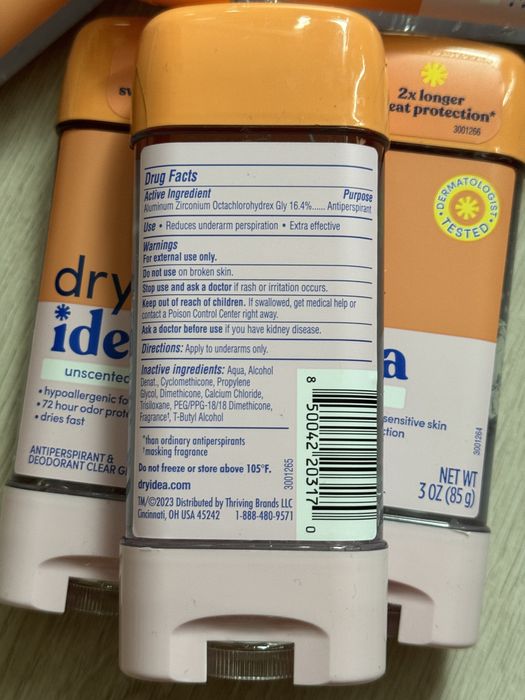 sw
2x longer
eat protection*
3001266
DERMATOLOGIST
TESTED
dry
ide
unscented
• hypoallergenic fo
• 72 hour odor prote
• dries fast
ANTIPERSPIRANT &
DEODORANT CLEAR G
Drug Facts
Active Ingredient Purpose
Aluminum Zirconium Octachlorohydrex Gly 16.4%...... Antiperspirant
Use • Reduces underarm perspiration • Extra effective
Warnings
For external use only.
Do not use on broken skin.
Stop use and ask a doctor if rash or irritation occurs.
Keep out of reach of children. If swallowed, get medical help or
contact a Poison Control Center right away.
Ask a doctor before use if you have kidney disease.
Directions: Apply to underarms only.
Inactive ingredients: Aqua, Alcohol
Denat., Cyclomethicone, Propylene
Glycol, Dimethicone, Calcium Chloride,
Trisiloxane, PEG/PPG-18/18 Dimethicone,
Fragrance†, T-Butyl Alcohol
*than ordinary antiperspirants
†masking fragrance
Do not freeze or store above 105°F.
dryidea.com
TM/©2023 Distributed by Thriving Brands LLC
Cincinnati, OH USA 45242 1-888-480-9571
3001265
8 50042 20317 0
a
sensitive skin
ction
3001264
NET WT
3 OZ (85 g)